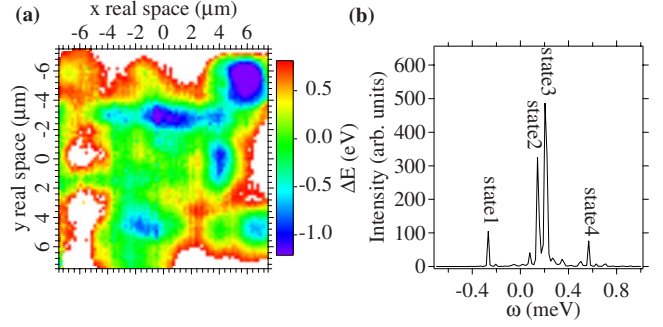 (a)
x real space (μm)
-6 -2 0 2 6
y real space (μm)
-6 -4 -2 0 2 4 6
0.5
0.0
-0.5
-1.0
ΔE (eV)
(b)
Intensity (arb. units)
600
500
400
300
200
100
0
state1
state2
state3
state4
-0.4 0.0 0.4 0.8
ω (meV)